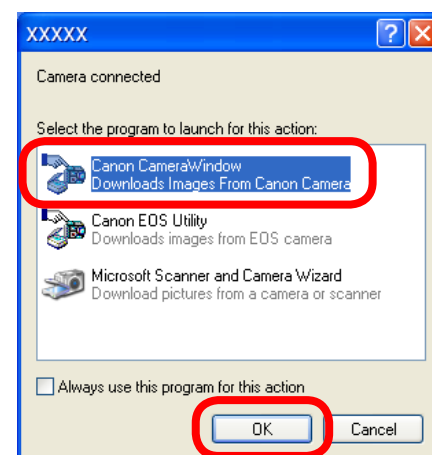 XXXXX
Camera connected
Select the program to launch for this action:
Canon CameraWindow
Downloads Images From Canon Camera
Canon EOS Utility
Downloads images from EOS camera
Microsoft Scanner and Camera Wizard
Download pictures from a camera or scanner
Always use this program for this action
OK Cancel